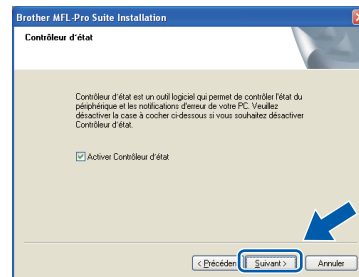 Brother MFL-Pro Suite Installation
Contrôleur d'état
Contrôleur d'état est un outil logiciel qui permet de contrôler l'état du
périphérique et les notifications d'erreur de votre PC. Veuillez
désactiver la case à cocher ci-dessous si vous souhaitez désactiver
Contrôleur d'état.
Activer Contrôleur d'état
< Précéden Suivant > Annuler